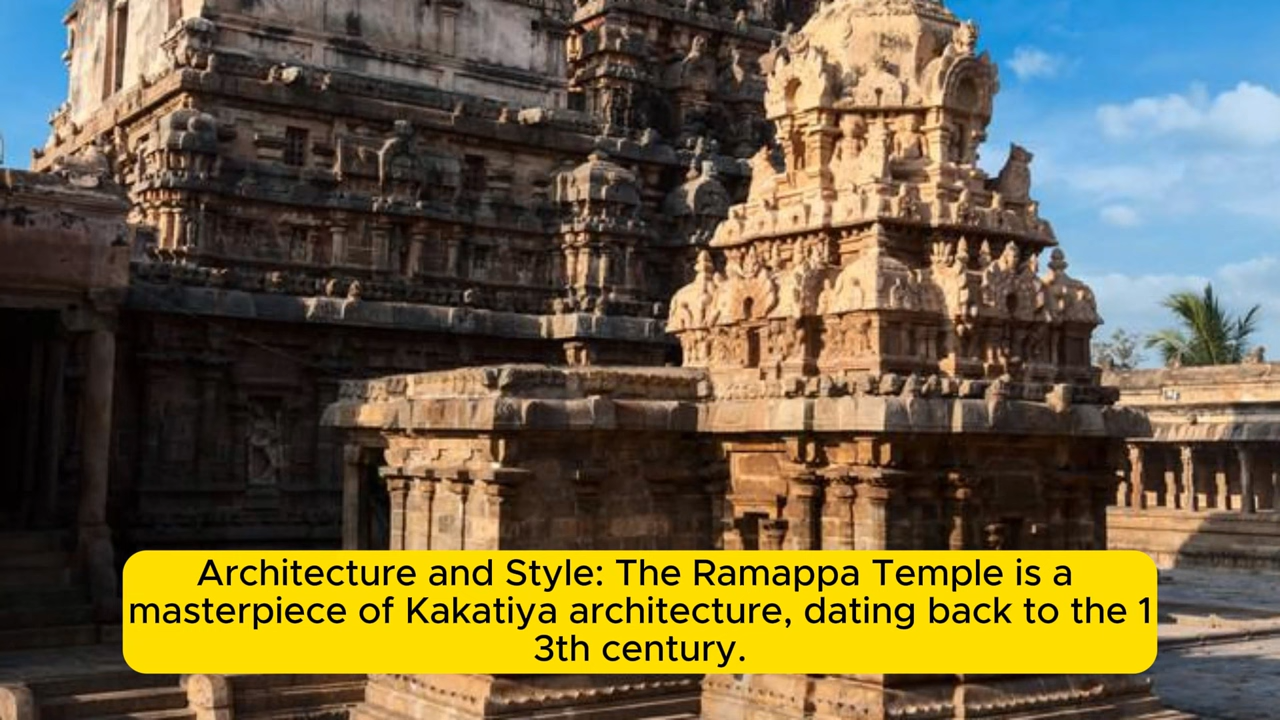 Architecture and Style: The Ramappa Temple is a
masterpiece of Kakatiya architecture, dating back to the 1
3th century.